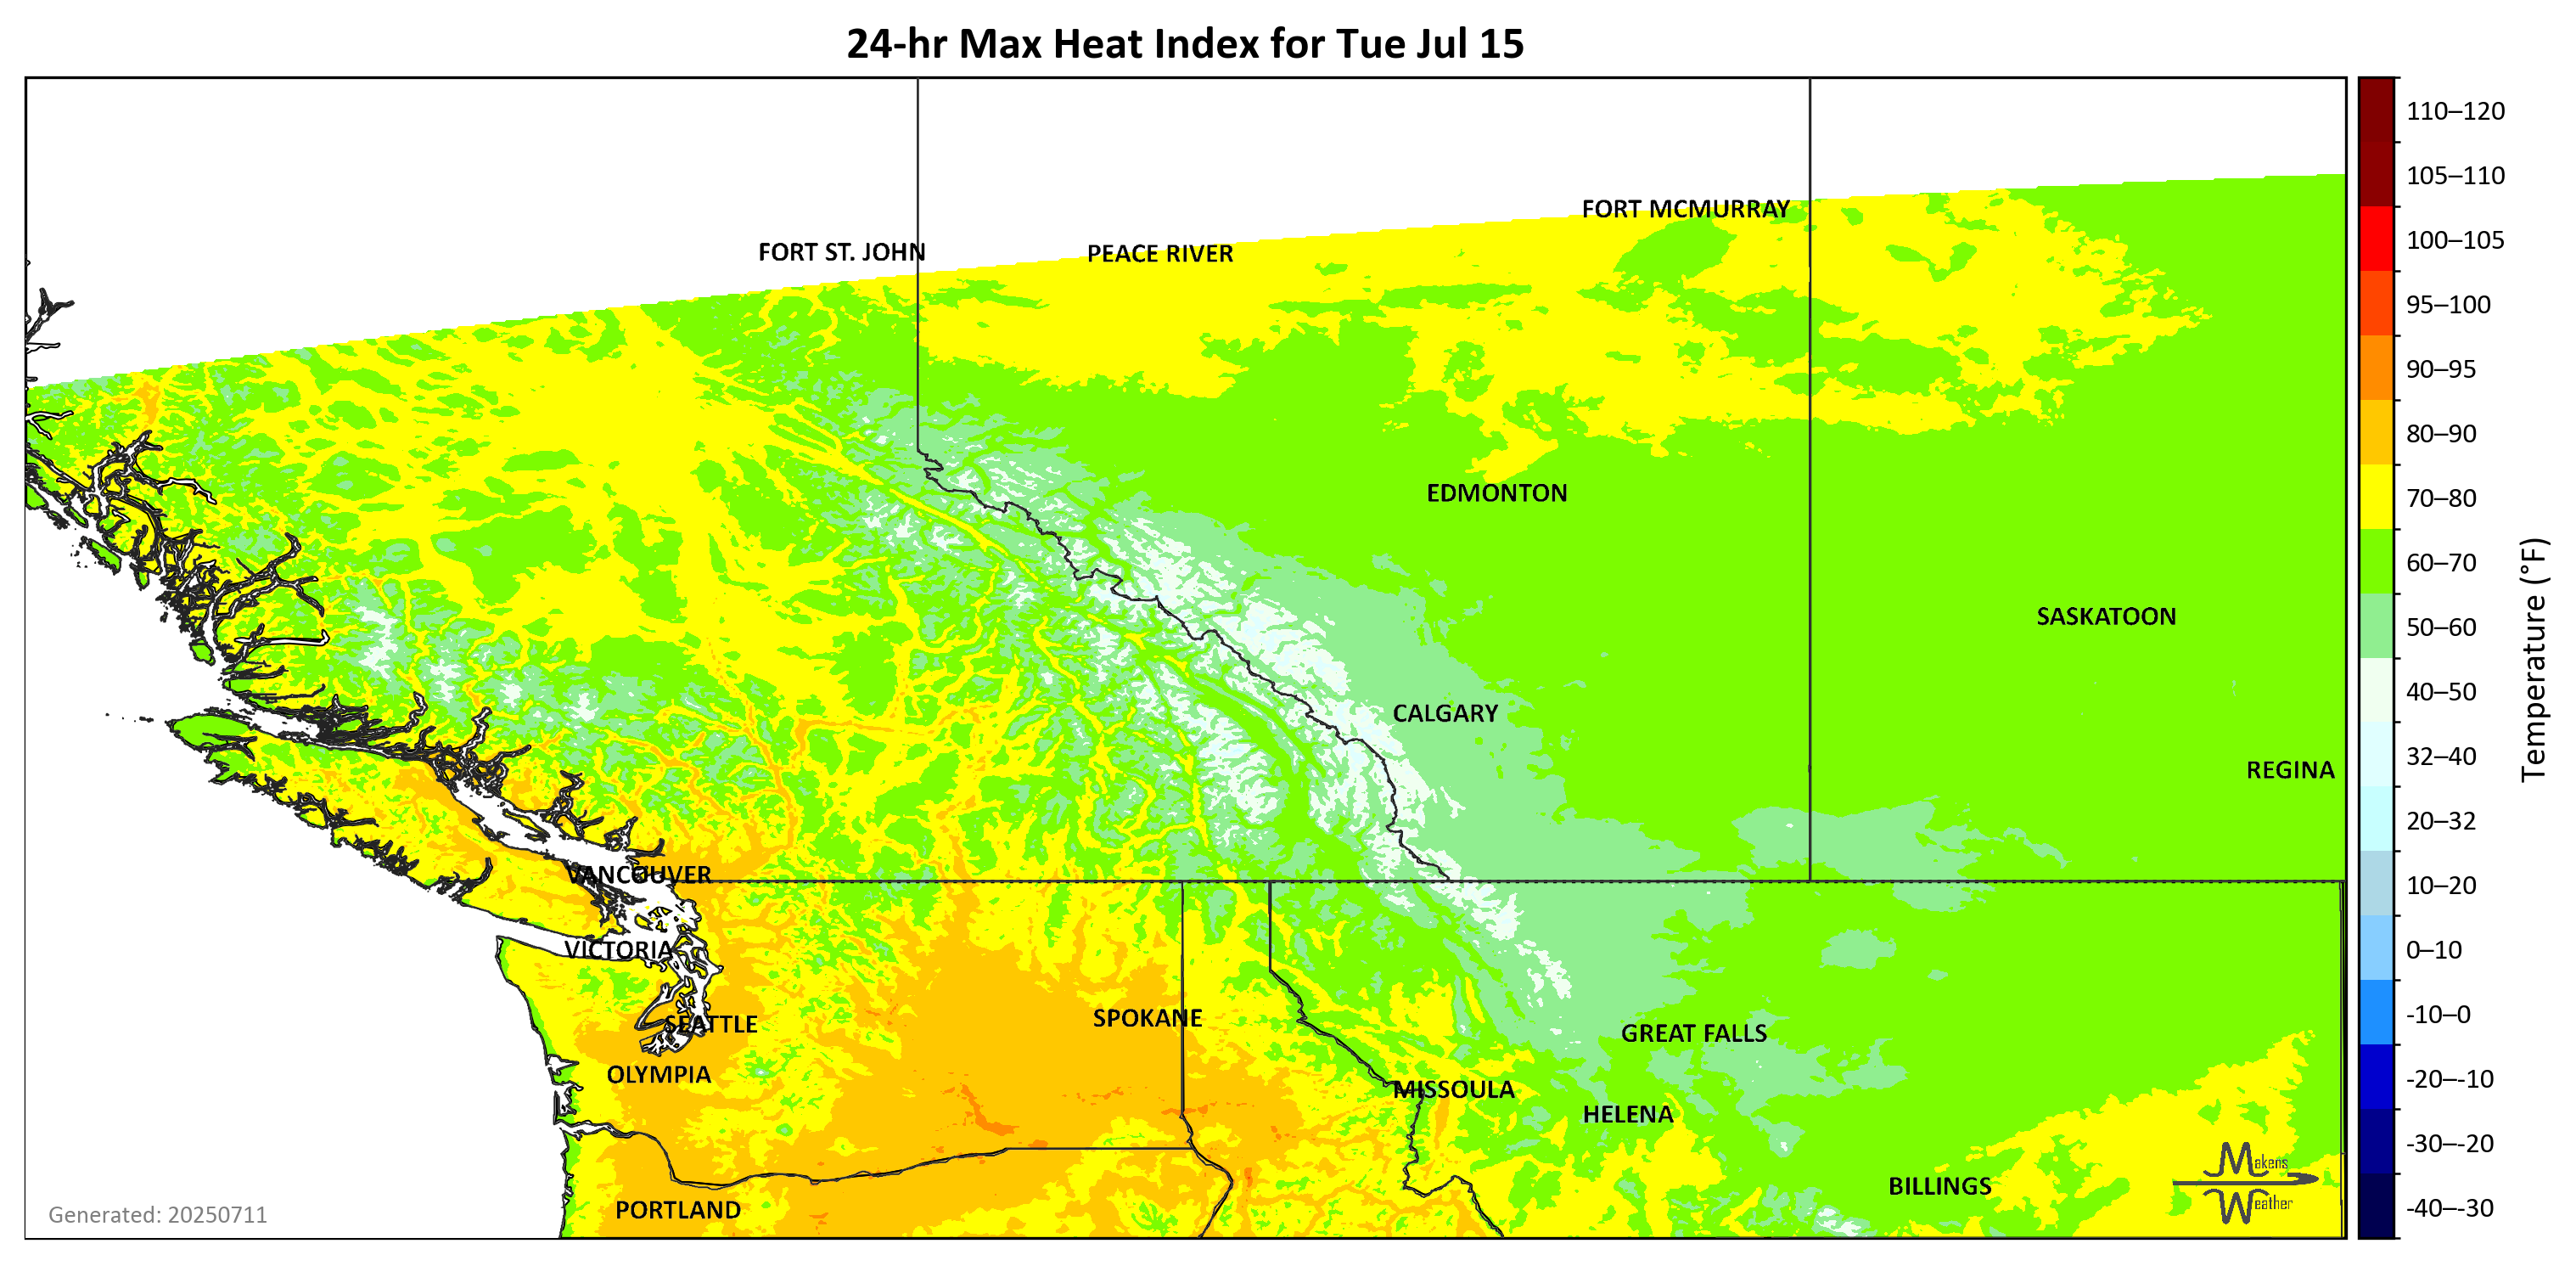 24-hr Max Heat Index for Tue Jul 15
FORT MCMURRAY
FORT ST. JOHN
PEACE RIVER
EDMONTON
SASKATOON
CALGARY
REGINA
VANCOUVER
VICTORIA
SEATTLE
SPOKANE
GREAT FALLS
OLYMPIA
MISSOULA
HELENA
BILLINGS
PORTLAND
Makens
Weather
Generated: 20250711
110–120
105–110
100–105
95–100
90–95
80–90
70–80
60–70
50–60
40–50
32–40
20–32
10–20
0–10
-10–0
-20–-10
-30–-20
-40–-30
Temperature (°F)